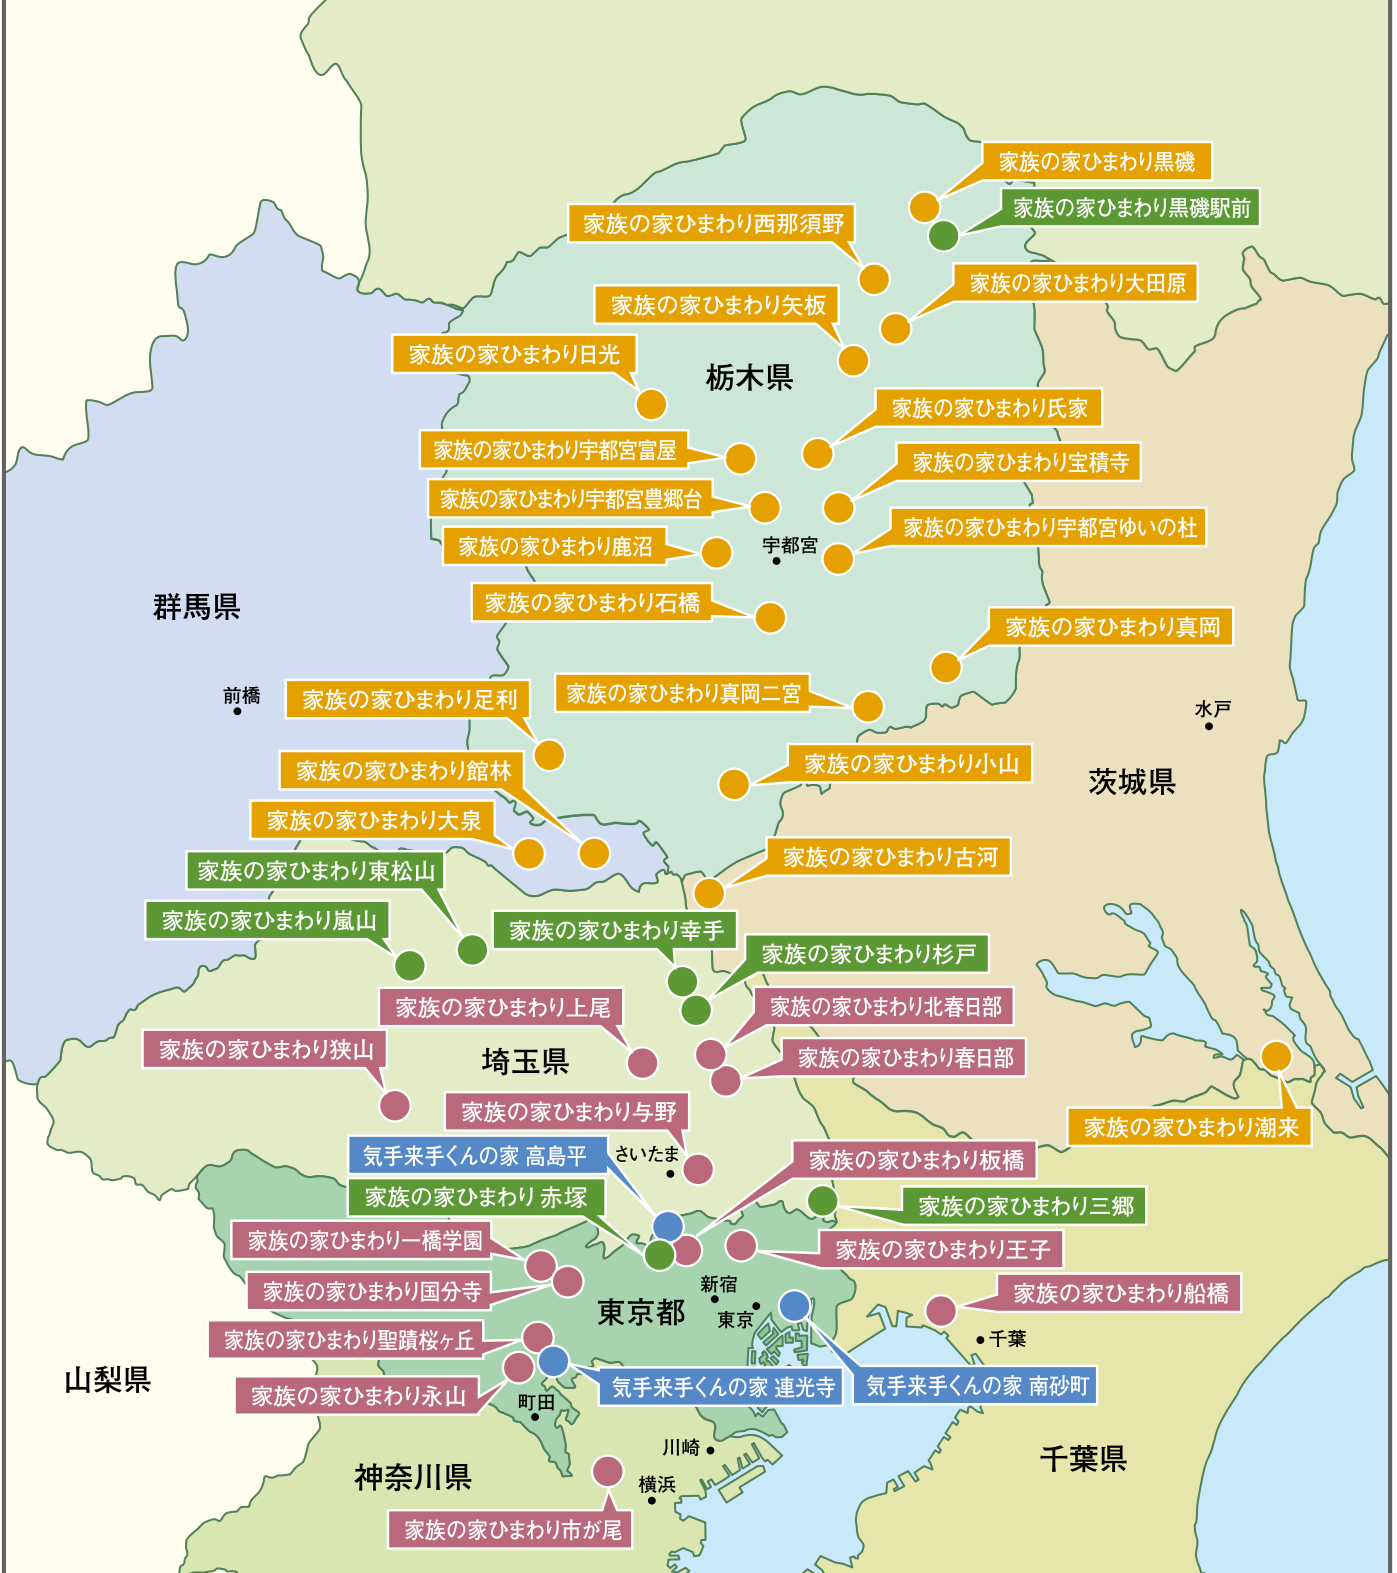 家族の家ひまわり黒磯
家族の家ひまわり黒磯駅前
家族の家ひまわり西那須野
家族の家ひまわり大田原
家族の家ひまわり矢板
家族の家ひまわり日光
栃木県
家族の家ひまわり氏家
家族の家ひまわり宇都宮富屋
家族の家ひまわり宝積寺
家族の家ひまわり宇都宮豊郷台
家族の家ひまわり宇都宮ゆいの杜
家族の家ひまわり鹿沼
宇都宮
家族の家ひまわり石橋
群馬県
家族の家ひまわり真岡
前橋
家族の家ひまわり足利
家族の家ひまわり真岡二宮
水戸
家族の家ひまわり館林
家族の家ひまわり小山
茨城県
家族の家ひまわり大泉
家族の家ひまわり古河
家族の家ひまわり東松山
家族の家ひまわり嵐山
家族の家ひまわり幸手
家族の家ひまわり杉戸
家族の家ひまわり上尾
家族の家ひまわり北春日部
家族の家ひまわり狭山
埼玉県
家族の家ひまわり春日部
家族の家ひまわり与野
家族の家ひまわり潮来
気手来手くんの家 高島平
さいたま
家族の家ひまわり板橋
家族の家ひまわり 赤塚
家族の家ひまわり三郷
家族の家ひまわり一橋学園
家族の家ひまわり王子
家族の家ひまわり国分寺
新宿
東京都
東京
家族の家ひまわり船橋
家族の家ひまわり聖蹟桜ヶ丘
千葉
山梨県
家族の家ひまわり永山
気手来手くんの家 連光寺
気手来手くんの家 南砂町
町田
川崎
千葉県
神奈川県
横浜
家族の家ひまわり市が尾